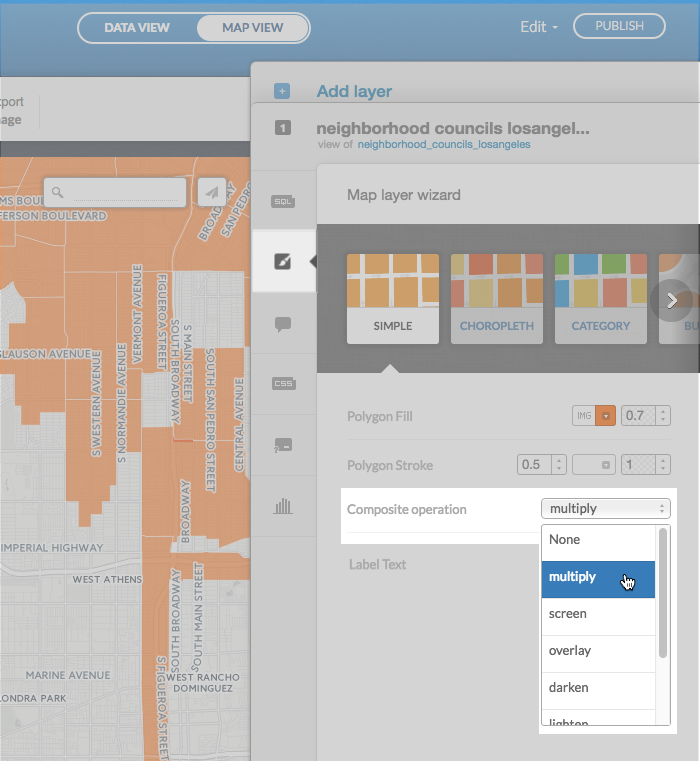 DATA VIEW
MAP VIEW
Edit
PUBLISH
Add layer
1
neighborhood councils losangel...
view of neighborhood_councils_losangeles
port
age
SQL
CSS
Map layer wizard
SIMPLE
CHOROPLETH
CATEGORY
BU
Polygon Fill
IMG
0.7
Polygon Stroke
0.5
1
Composite operation
multiply
None
multiply
screen
overlay
darken
lighten
Label Text
MS BOU
FERSON BOULEVARD
BROADWAY
SAN PEDRO
VERMONT AVENUE
FIGUEROA STREET
SOUTH BROADWAY
S MAIN STREET
SLAUSON AVENUE
S WESTERN AVENUE
S NORMANDIE AVENUE
SOUTH SAN PEDRO STREET
CENTRAL AVENUE
BROADWAY
IMPERIAL HIGHWAY
WEST ATHENS
SOUTH BROADWAY
SOUTH MAIN STREET
S FIGUEROA STREET
MARINE AVENUE
WEST RANCHO
DOMINGUEZ
ONDRA PARK